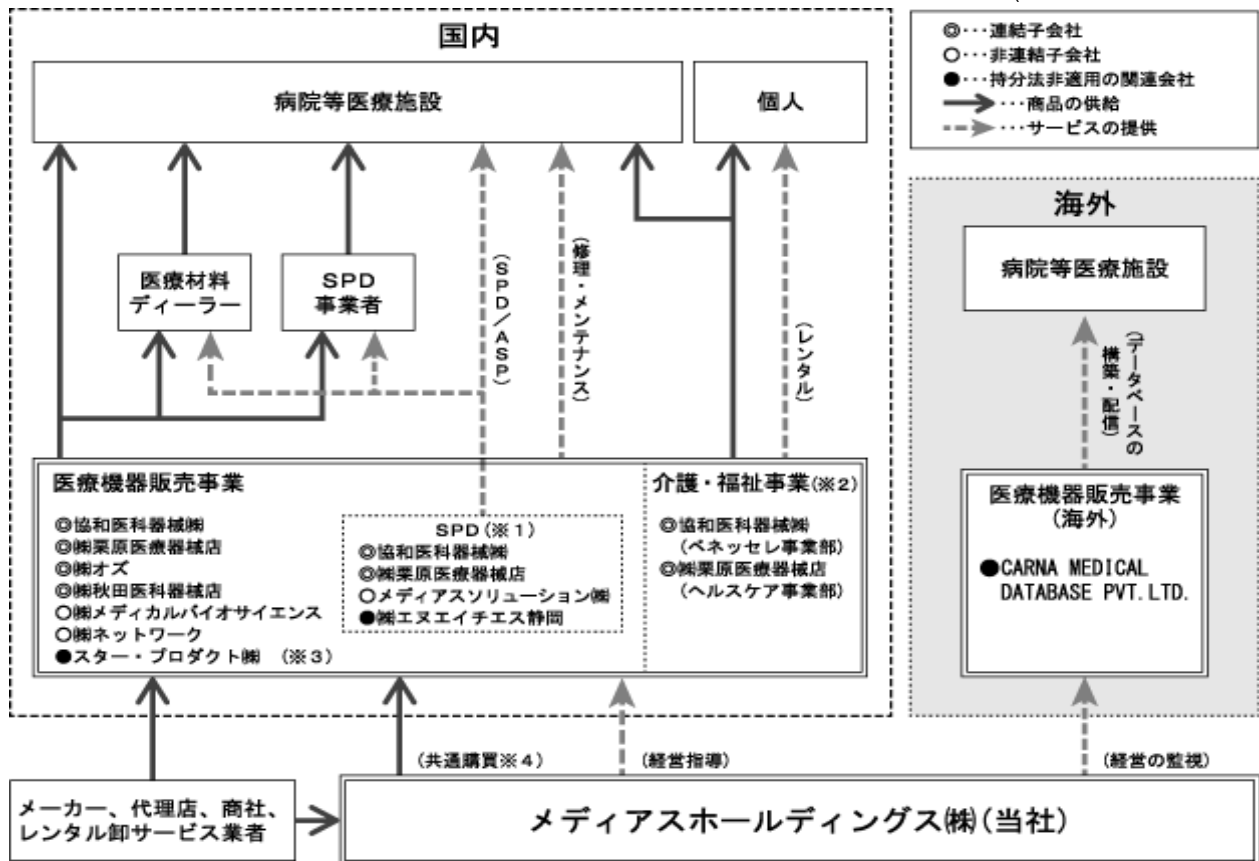 国内
病院等医療施設
個人
医療材料
ディーラー
SPD
事業者
(SPD/ASP)
(修理・メンテナンス)
(レンタル)
医療機器販売事業
◎協和医科器械㈱
◎㈱栗原医療器械店
◎㈱オズ
◎㈱秋田医科器械店
○㈱メディカルバイオサイエンス
○㈱ネットワーク
●スター・プロダクト㈱ (※3)
SPD(※1)
◎協和医科器械㈱
◎㈱栗原医療器械店
○メディアスソリューション㈱
●㈱エヌエイチエス静岡
介護・福祉事業(※2)
◎協和医科器械㈱
(ベネッセレ事業部)
◎㈱栗原医療器械店
(ヘルスケア事業部)
◎・・・連結子会社
○・・・非連結子会社
●・・・持分法非適用の関連会社
・・・商品の供給
・・・サービスの提供
海外
病院等医療施設
(データベースの
構築・配信)
医療機器販売事業
(海外)
●CARNA MEDICAL
DATABASE PVT.LTD.
(共通購買※4)
(経営指導)
(経営の監視)
メーカー、代理店、商社、
レンタル卸サービス業者
メディアスホールディングス㈱(当社)